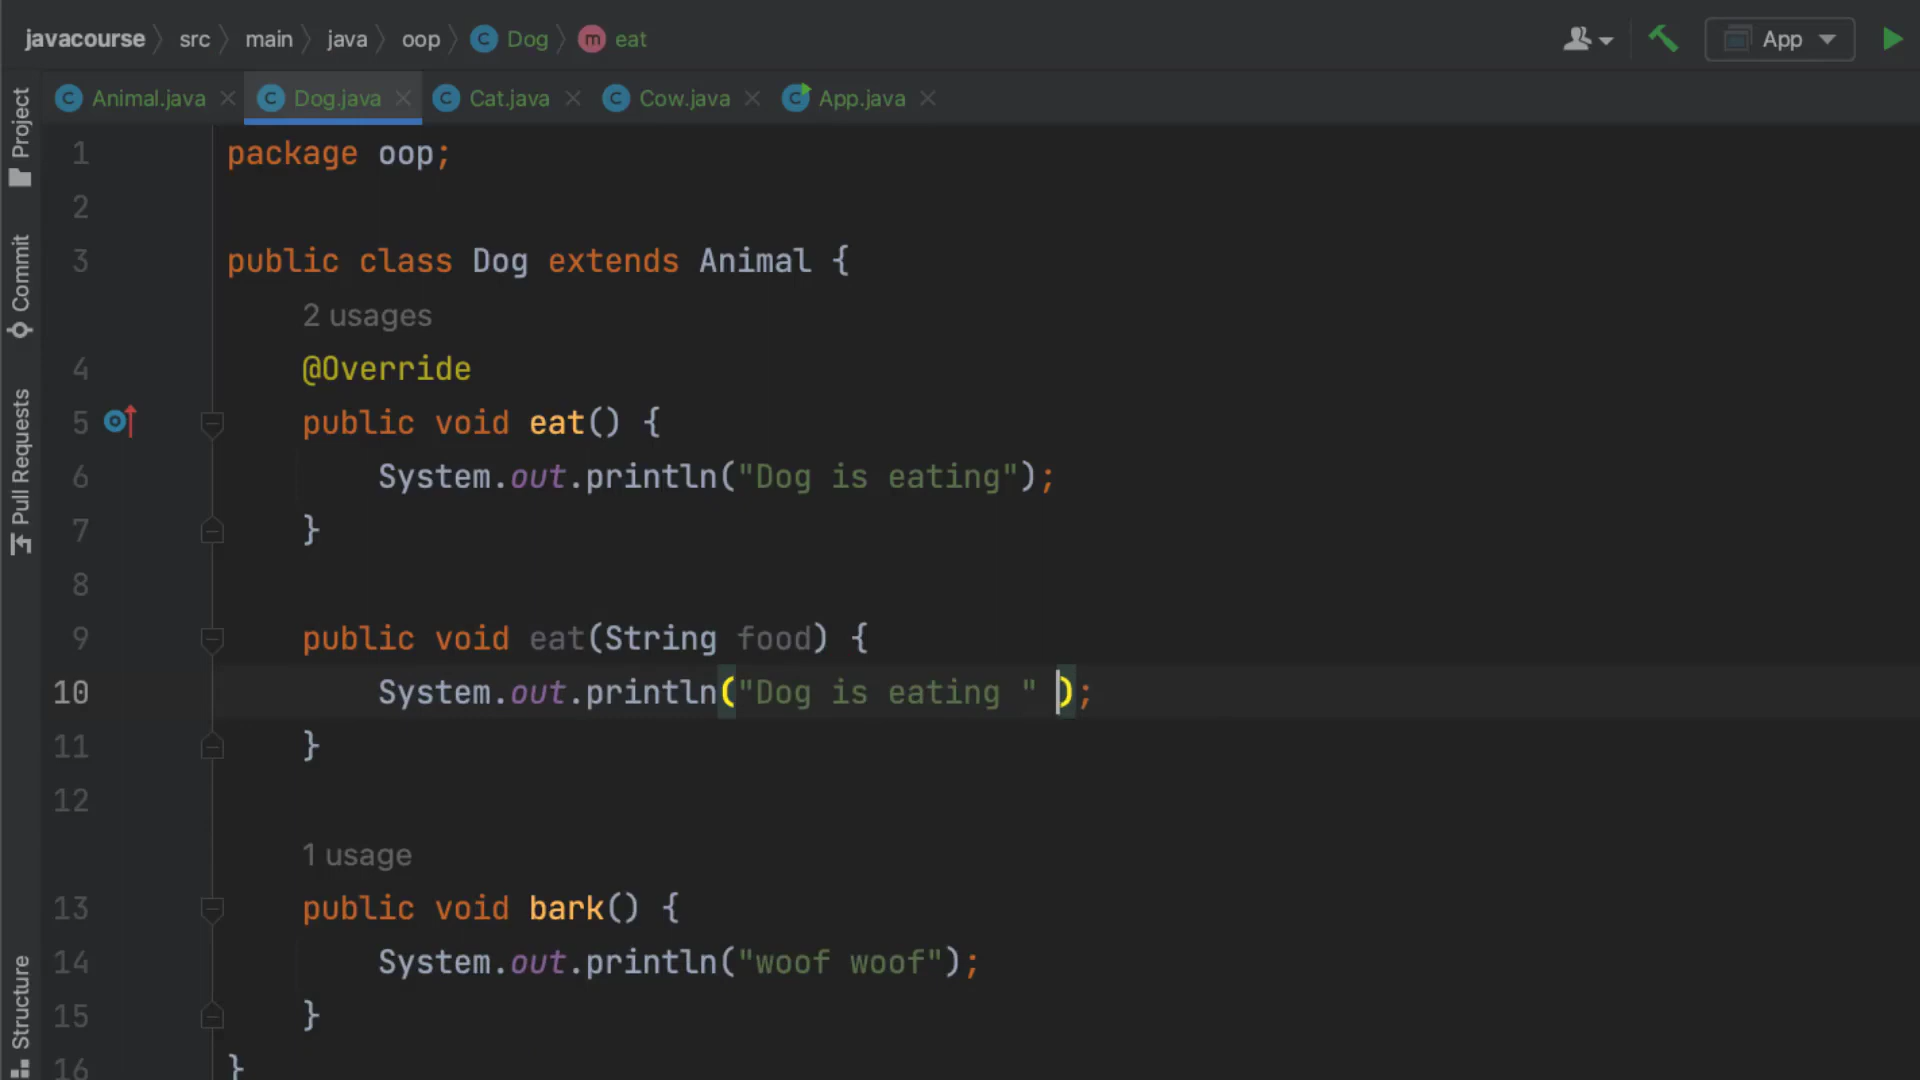 javacourse src main java oop C Dog m eat App
C Animal.java C Dog.java C Cat.java C Cow.java C App.java
Project
Commit
Pull Requests
Structure
1 package oop;
2
3 public class Dog extends Animal {
2 usages
4 @Override
5 public void eat() {
6 System.out.println("Dog is eating");
7 }
8
9 public void eat(String food) {
10 System.out.println("Dog is eating " );
11 }
12
1 usage
13 public void bark() {
14 System.out.println("woof woof");
15 }
16 }